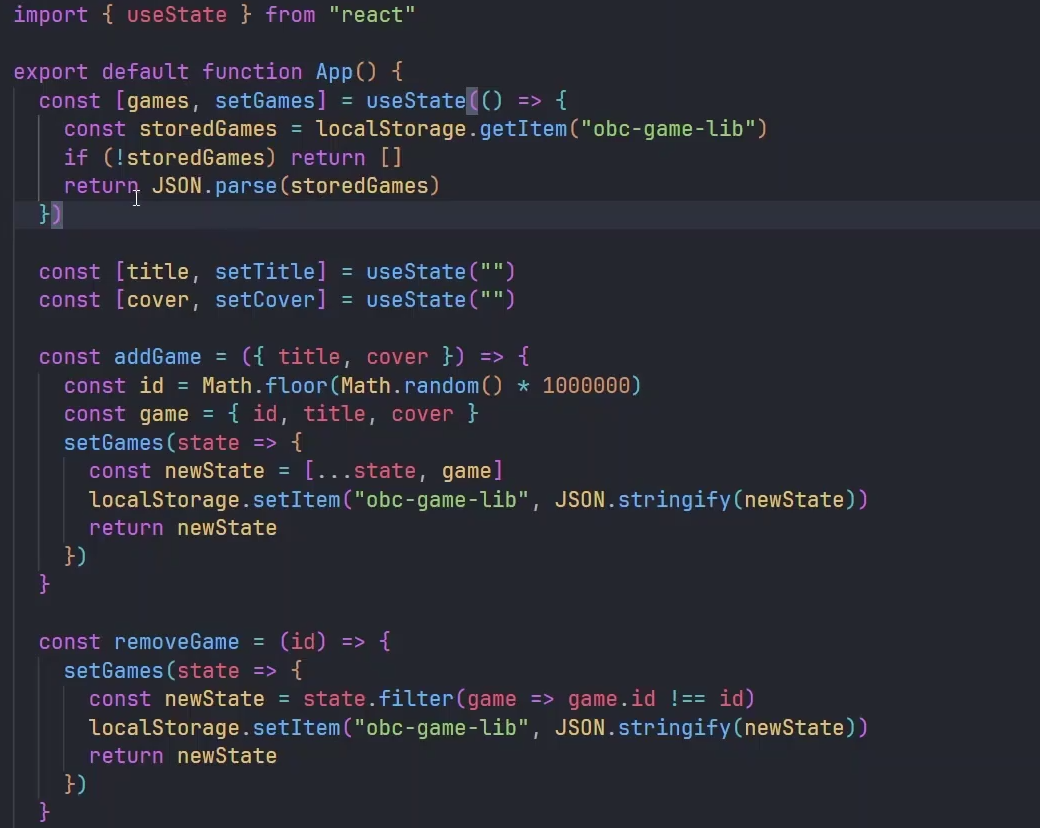 import { useState } from "react"
export default function App() {
const [games, setGames] = useState(() => {
const storedGames = localStorage.getItem("obc-game-lib")
if (!storedGames) return []
return JSON.parse(storedGames)
})
const [title, setTitle] = useState("")
const [cover, setCover] = useState("")
const addGame = ({ title, cover }) => {
const id = Math.floor(Math.random() * 1000000)
const game = { id, title, cover }
setGames(state => {
const newState = [...state, game]
localStorage.setItem("obc-game-lib", JSON.stringify(newState))
return newState
})
}
const removeGame = (id) => {
setGames(state => {
const newState = state.filter(game => game.id !== id)
localStorage.setItem("obc-game-lib", JSON.stringify(newState))
return newState
})
}